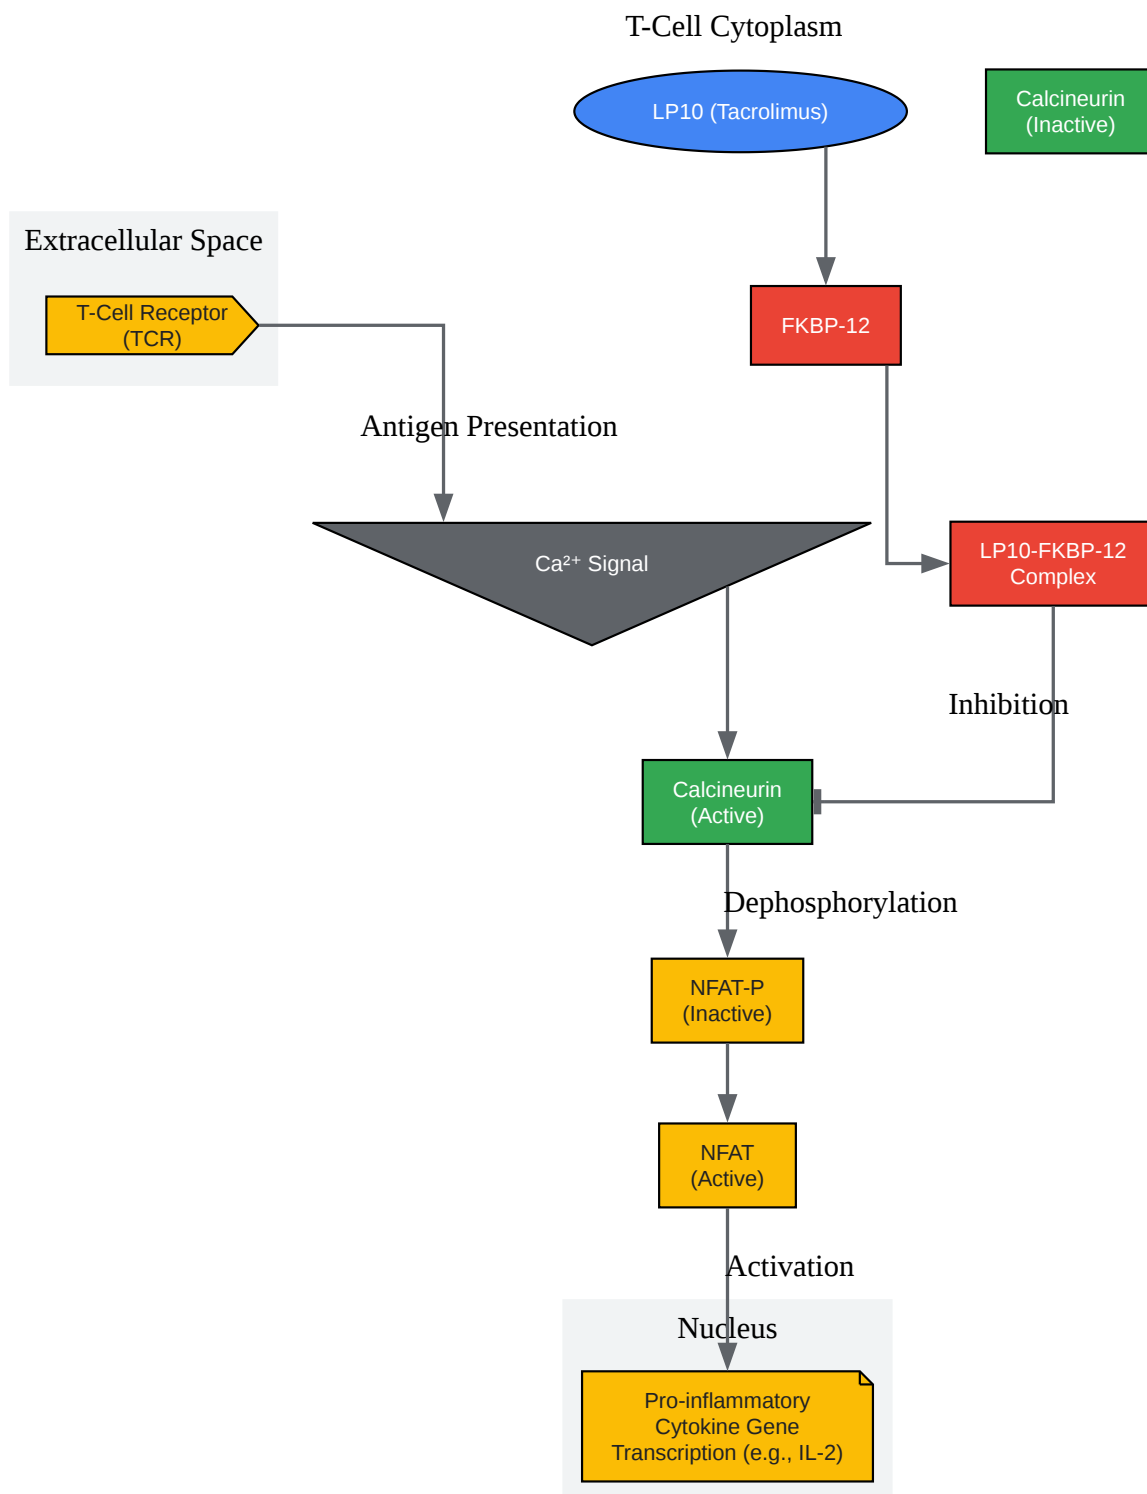 T-Cell Cytoplasm
LP10 (Tacrolimus)
Calcineurin
(Inactive)
Extracellular Space
T-Cell Receptor
(TCR)
FKBP-12
Antigen Presentation
Ca²⁺ Signal
LP10-FKBP-12
Complex
Inhibition
Calcineurin
(Active)
Dephosphorylation
NFAT-P
(Inactive)
NFAT
(Active)
Activation
Nucleus
Pro-inflammatory
Cytokine Gene
Transcription (e.g., IL-2)